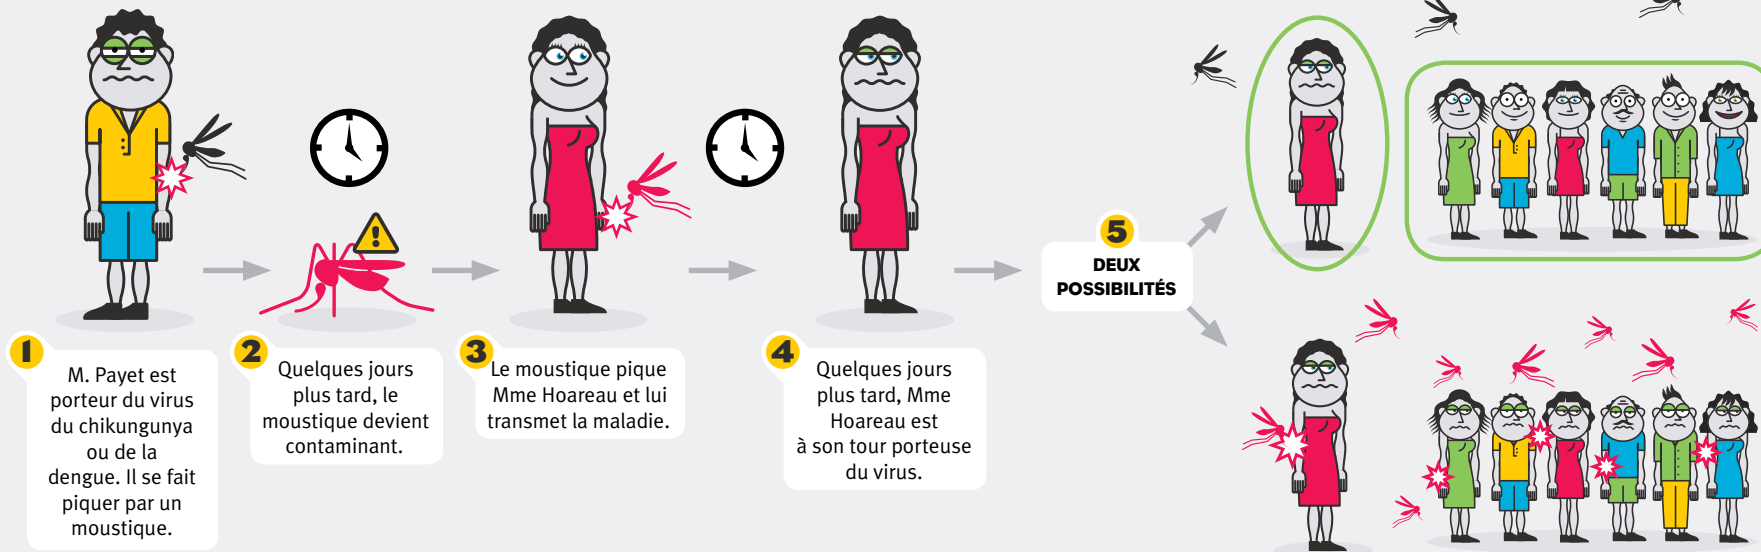 1
M. Payet est
porteur du virus
du chikungunya
ou de la
dengue. Il se fait
piquer par un
moustique.
2
Quelques jours
plus tard, le
moustique devient
contaminant.
3
Le moustique pique
Mme Hoareau et lui
transmet la maladie.
4
Quelques jours
plus tard, Mme
Hoareau est
à son tour porteuse
du virus.
5
DEUX
POSSIBILITÉS